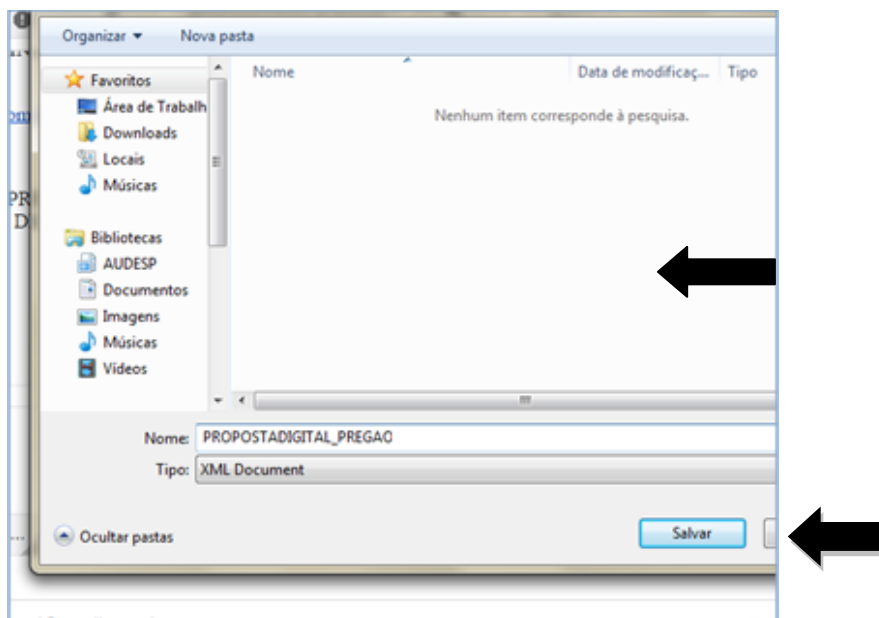 Organizar Nova pasta
Nome Data de modificaç... Tipo
Nenhum item corresponde à pesquisa.
Favoritos
Área de Trabalh
Downloads
Locais
Músicas
Bibliotecas
AUDESP
Documentos
Imagens
Músicas
Vídeos
PR
D
Nome: PROPOSTADIGITAL_PREGAO
Tipo: XML Document
Ocultar pastas
Salvar